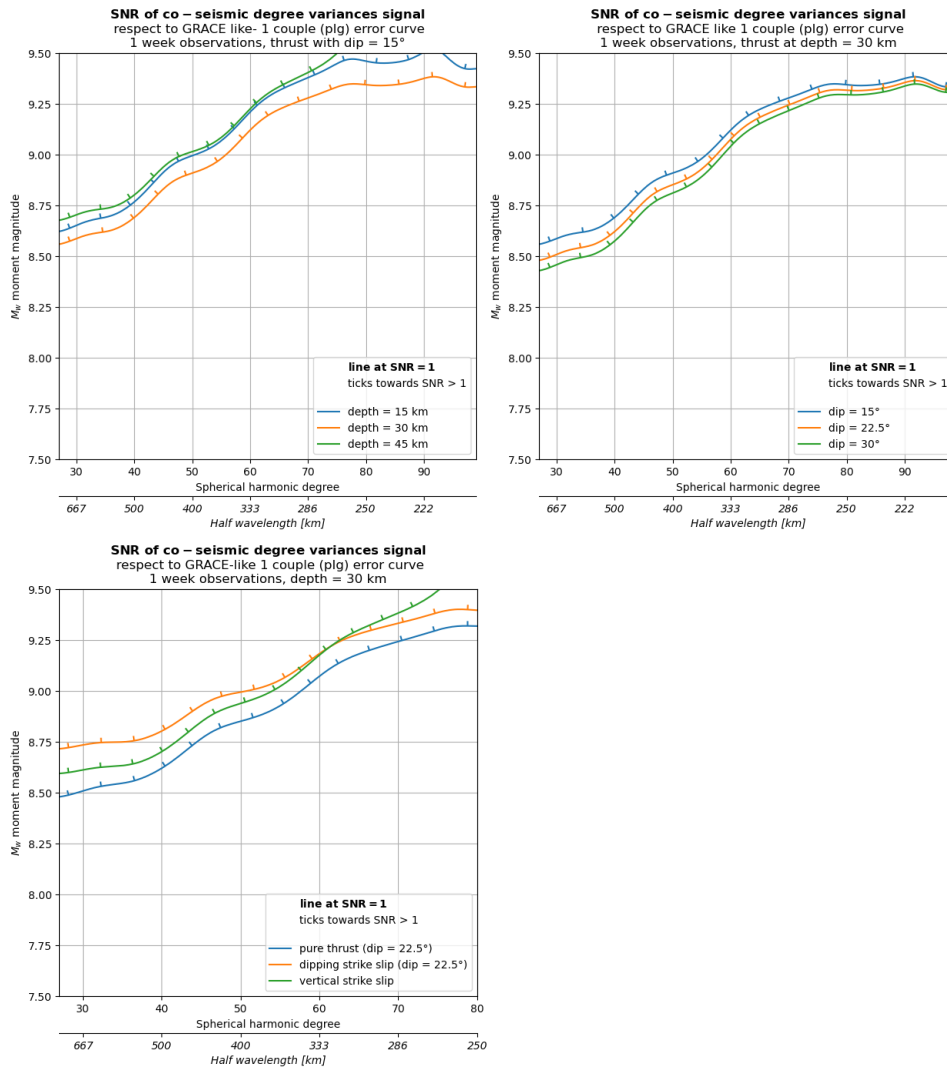 SNR of co − seismic degree variances signal
respect to GRACE like- 1 couple (plg) error curve
1 week observations, thrust with dip = 15°
9.50
9.25
9.00
8.75
8.50
8.25
8.00
7.75
7.50
Mw moment magnitude
line at SNR = 1
ticks towards SNR > 1
depth = 15 km
depth = 30 km
depth = 45 km
30 40 50 60 70 80 90
Spherical harmonic degree
667 500 400 333 286 250 222
Half wavelength [km]
SNR of co − seismic degree variances signal
respect to GRACE like 1 couple (plg) error curve
1 week observations, thrust at depth = 30 km
9.50
9.25
9.00
8.75
8.50
8.25
8.00
7.75
7.50
Mw moment magnitude
line at SNR = 1
ticks towards SNR > 1
dip = 15°
dip = 22.5°
dip = 30°
30 40 50 60 70 80 90
Spherical harmonic degree
667 500 400 333 286 250 222
Half wavelength [km]
SNR of co − seismic degree variances signal
respect to GRACE-like 1 couple (plg) error curve
1 week observations, depth = 30 km
9.50
9.25
9.00
8.75
8.50
8.25
8.00
7.75
7.50
Mw moment magnitude
line at SNR = 1
ticks towards SNR > 1
pure thrust (dip = 22.5°)
dipping strike slip (dip = 22.5°)
vertical strike slip
30 40 50 60 70 80
Spherical harmonic degree
667 500 400 333 286 250
Half wavelength [km]